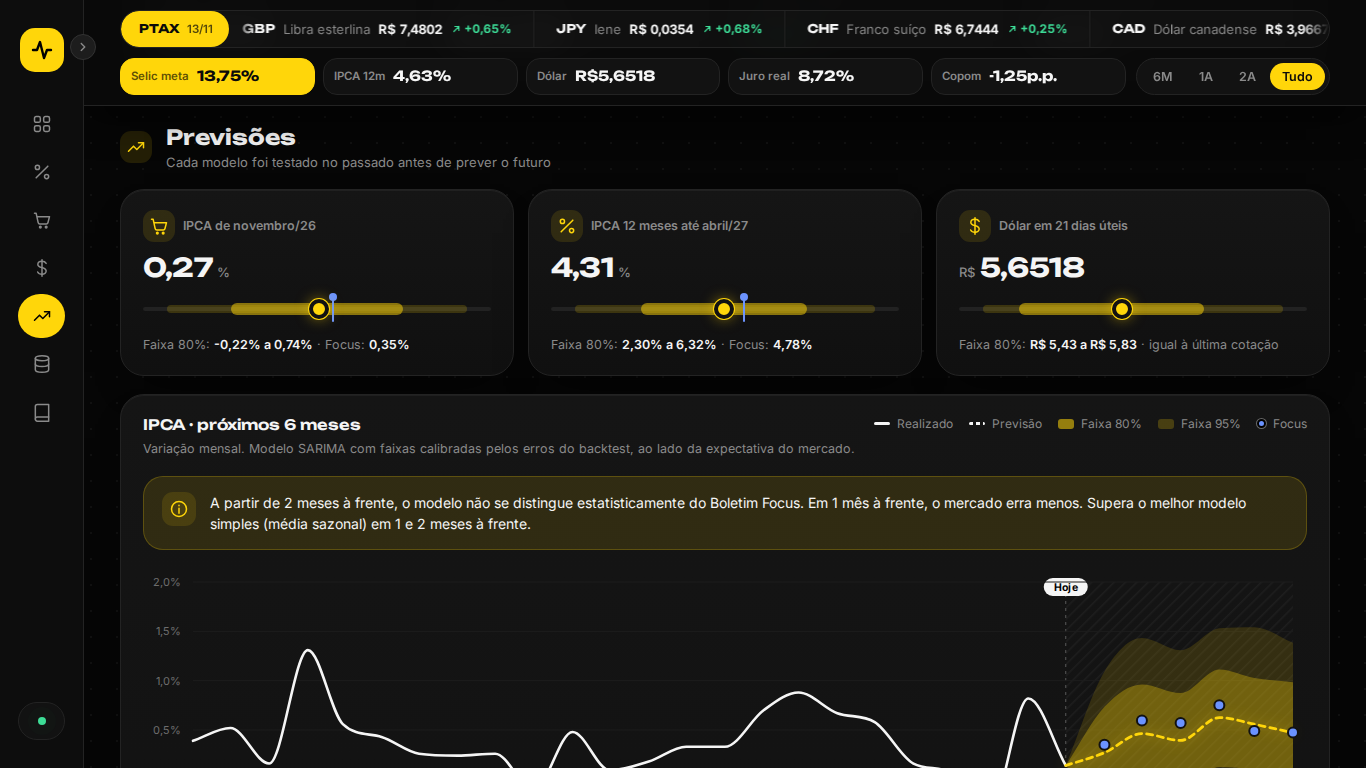 PTAX 13/11 GBP Libra esterlina R$ 7,4802 +0,65% JPY Iene R$ 0,0354 +0,68% CHF Franco suíço R$ 6,7444 +0,25% CAD Dólar canadense R$ 3,9667
Selic meta 13,75% IPCA 12m 4,63% Dólar R$5,6518 Juro real 8,72% Copom -1,25p.p. 6M 1A 2A Tudo
Previsões
Cada modelo foi testado no passado antes de prever o futuro
IPCA de novembro/26
0,27 %
Faixa 80%: -0,22% a 0,74% · Focus: 0,35%
IPCA 12 meses até abril/27
4,31 %
Faixa 80%: 2,30% a 6,32% · Focus: 4,78%
Dólar em 21 dias úteis
R$ 5,6518
Faixa 80%: R$ 5,43 a R$ 5,83 · igual à última cotação
IPCA · próximos 6 meses
Realizado Previsão Faixa 80% Faixa 95% Focus
Variação mensal. Modelo SARIMA com faixas calibradas pelos erros do backtest, ao lado da expectativa do mercado.
A partir de 2 meses à frente, o modelo não se distingue estatisticamente do Boletim Focus. Em 1 mês à frente, o mercado erra menos. Supera o melhor modelo
simples (média sazonal) em 1 e 2 meses à frente.
2,0%
Hoje
1,5%
1,0%
0,5%